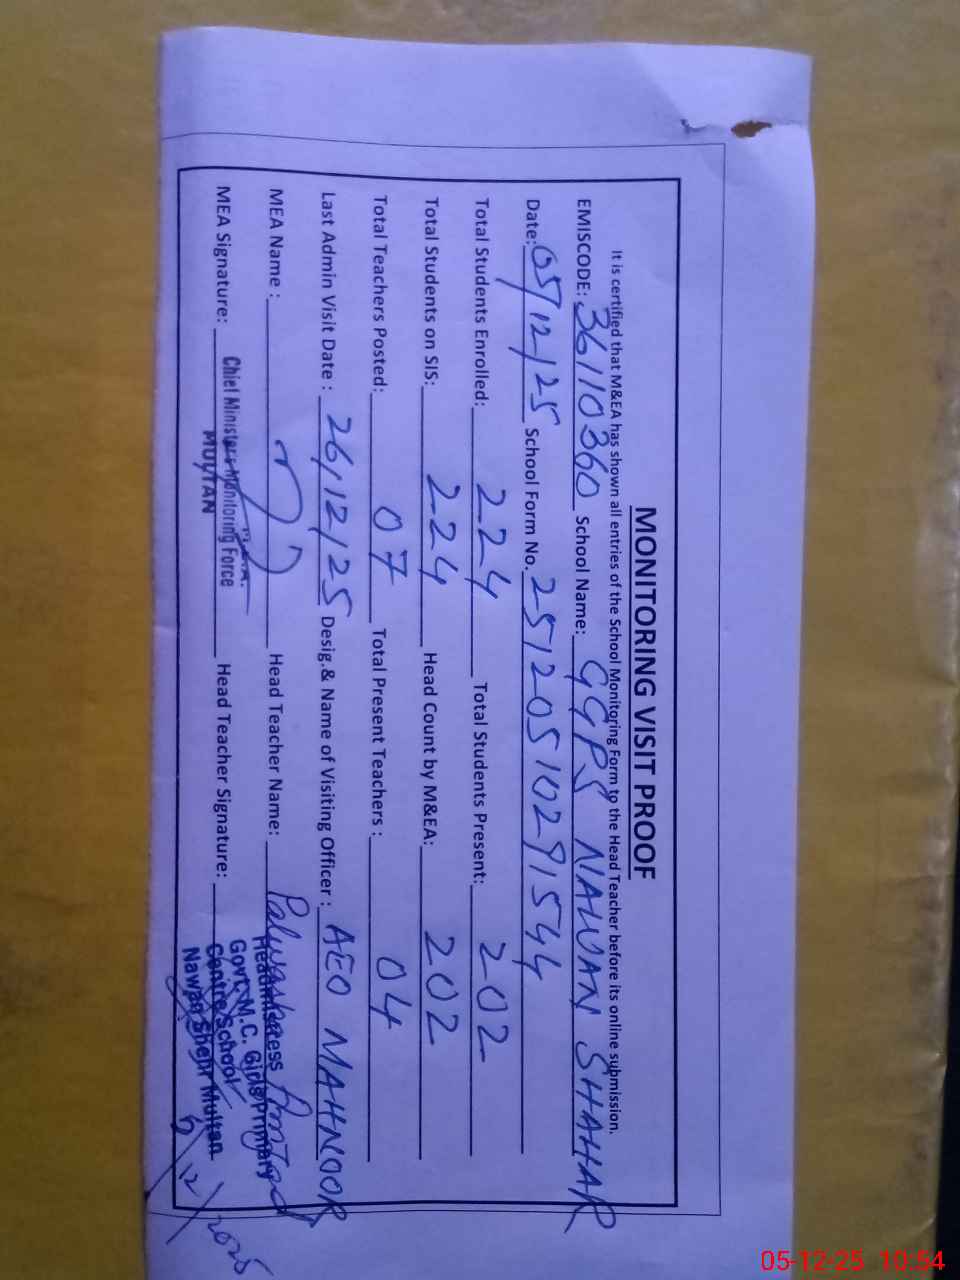 MONITORING VISIT PROOF
It is certified that M&EA has shown all entries of the School Monitoring Form to the Head Teacher before its online submission.
EMISCODE: 36110360 School Name: GGPS NAWAN SHAHAR
Date: 05/12/25 School Form No. 25120510291544
Total Students Enrolled: 224 Total Students Present: 202
Total Students on SIS: 224 Head Count by M&EA: 202
Total Teachers Posted: 07 Total Present Teachers : 04
Last Admin Visit Date : 26/12/25 Desig.& Name of Visiting Officer : AEO MAHNOOR
MEA Name : Head Teacher Name: Palwasha
MEA Signature: Head Teacher Signature:
M.E.A.
Chief Minister's Monitoring Force
MULTAN
Headmistress
Govt. M.C. Girls Primary
Centre School
Nawan Shehr Multan
05-12-25 10:54